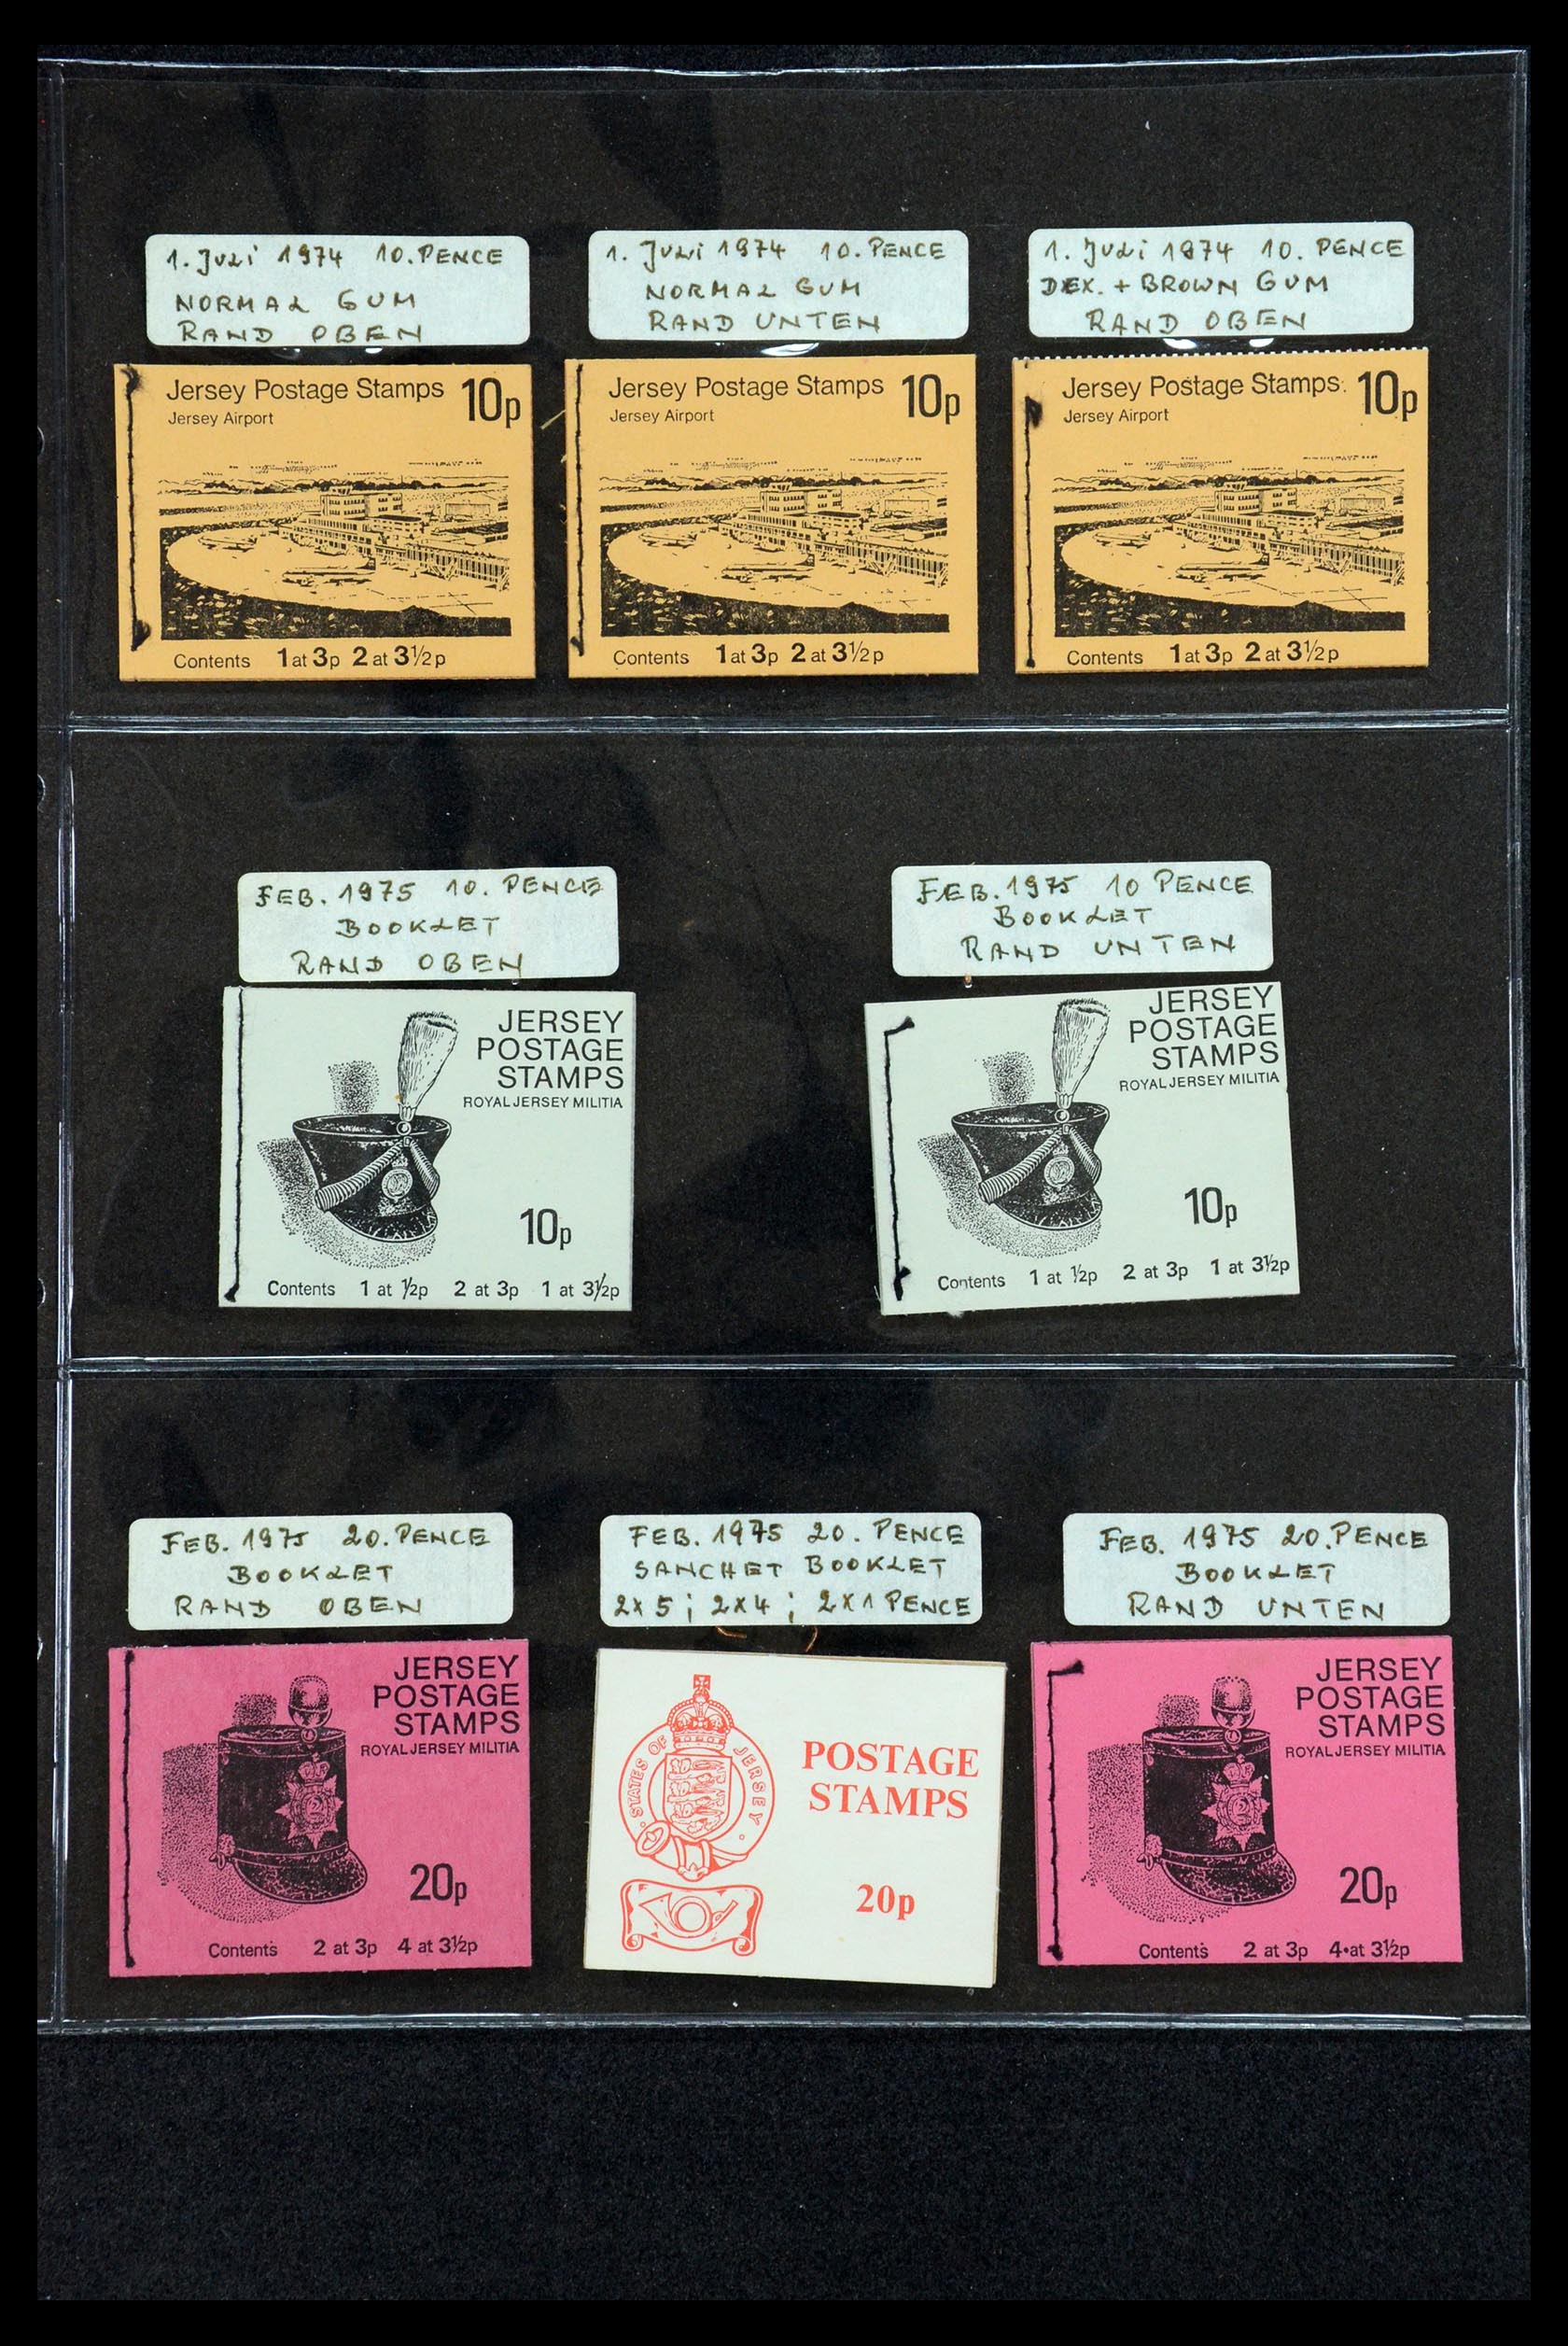 1. Juli 1974 10. PENCE
NORMAL GUM
RAND OBEN
1. Juli 1974 10. PENCE
NORMAL GUM
RAND UNTEN
1. Juli 1974 10. PENCE
DEX. + BROWN GUM
RAND OBEN
Jersey Postage Stamps 10p
Jersey Airport
Contents 1 at 3p 2 at 3½p
Jersey Postage Stamps 10p
Jersey Airport
Contents 1 at 3p 2 at 3½p
Jersey Postage Stamps 10p
Jersey Airport
Contents 1 at 3p 2 at 3½p
FEB. 1975 10. PENCE
BOOKLET
RAND OBEN
FEB. 1975 10 PENCE
BOOKLET
RAND UNTEN
JERSEY
POSTAGE
STAMPS
ROYAL JERSEY MILITIA
10p
Contents 1 at ½p 2 at 3p 1 at 3½p
JERSEY
POSTAGE
STAMPS
ROYAL JERSEY MILITIA
10p
Contents 1 at ½p 2 at 3p 1 at 3½p
FEB. 1975 20. PENCE
BOOKLET
RAND OBEN
FEB. 1975 20. PENCE
SANCHET BOOKLET
2x5; 2x4; 2x1 PENCE
FEB. 1975 20. PENCE
BOOKLET
RAND UNTEN
JERSEY
POSTAGE
STAMPS
ROYAL JERSEY MILITIA
2
20p
Contents 2 at 3p 4 at 3½p
STATES OF JERSEY
POSTAGE
STAMPS
20p
JERSEY
POSTAGE
STAMPS
ROYAL JERSEY MILITIA
2
20p
Contents 2 at 3p 4 at 3½p